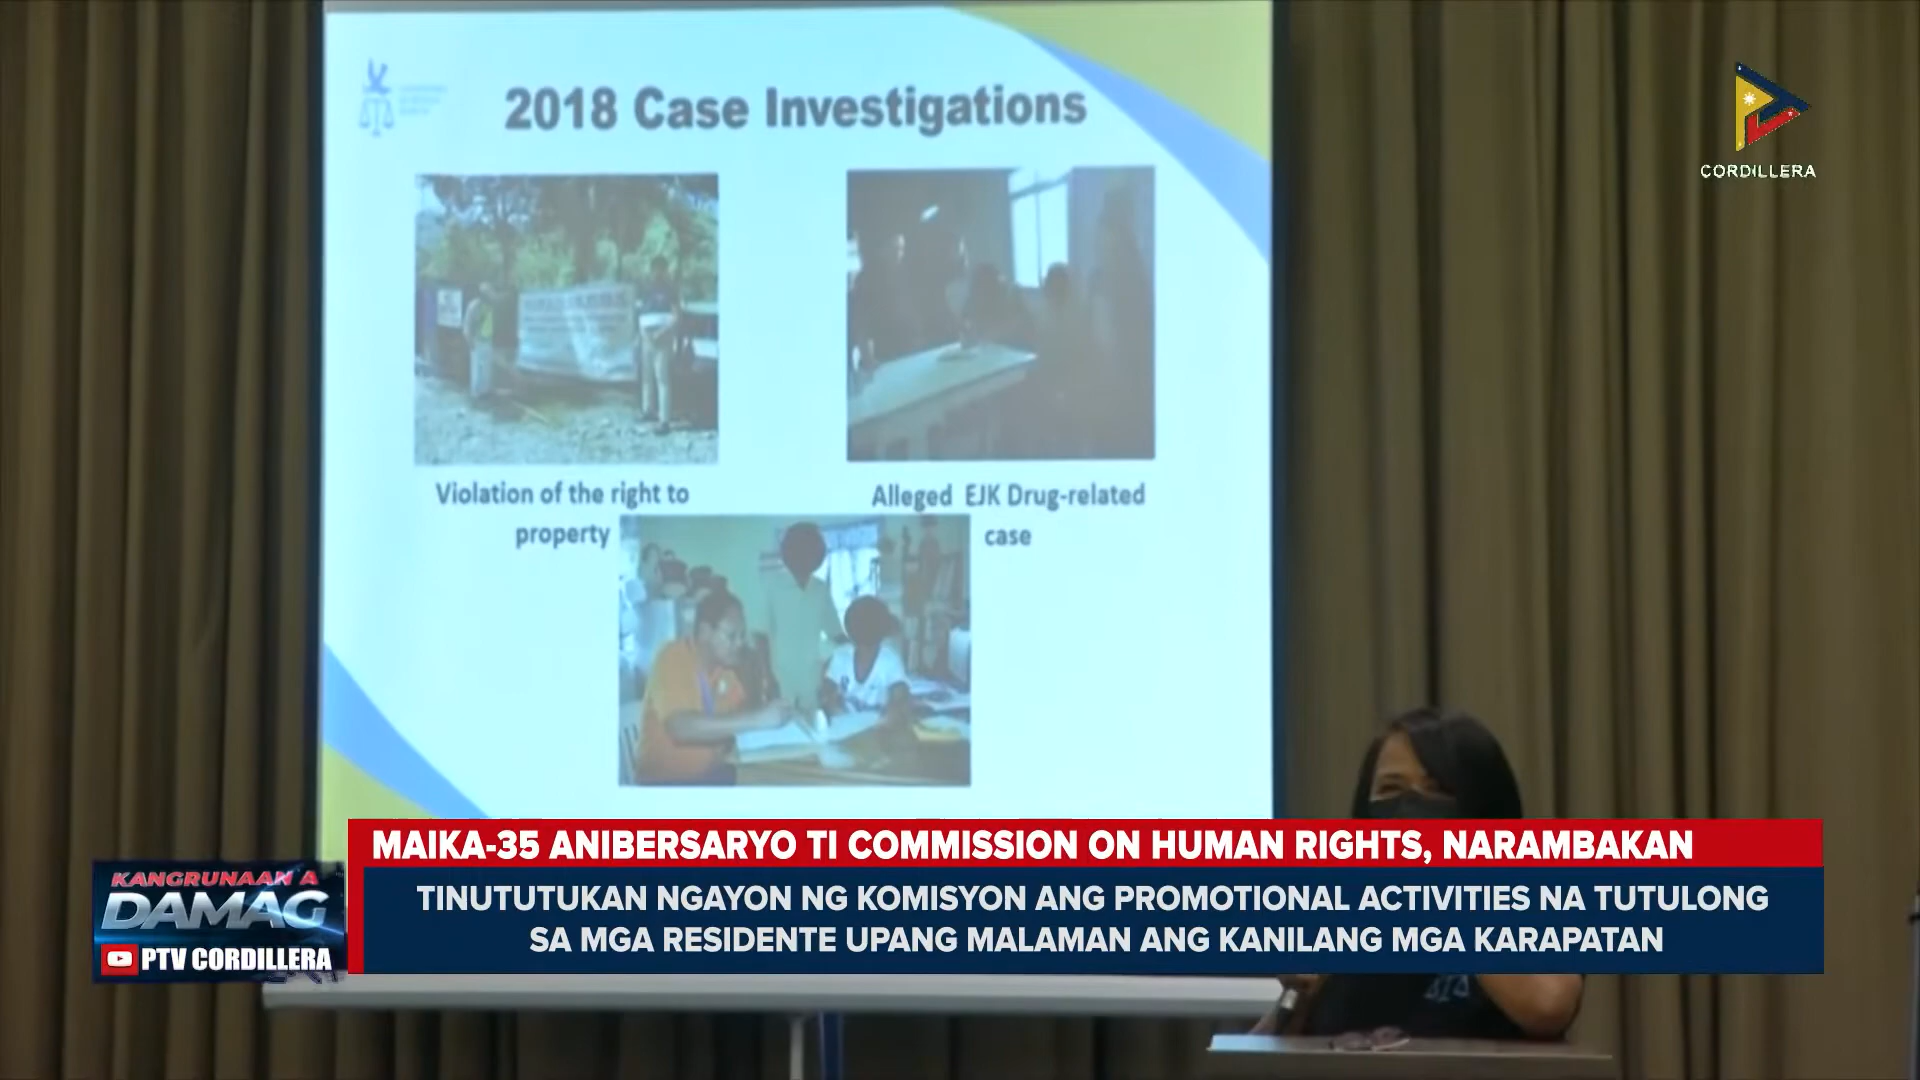 2018 Case Investigations
CORDILLERA
Violation of the right to
property
Alleged EJK Drug-related
case
MAIKA-35 ANIBERSARYO TI COMMISSION ON HUMAN RIGHTS, NARAMBAKAN
TINUTUTUKAN NGAYON NG KOMISYON ANG PROMOTIONAL ACTIVITIES NA TUTULONG
SA MGA RESIDENTE UPANG MALAMAN ANG KANILANG MGA KARAPATAN
KANGRUNAAN A
DAMAG
PTV CORDILLERA